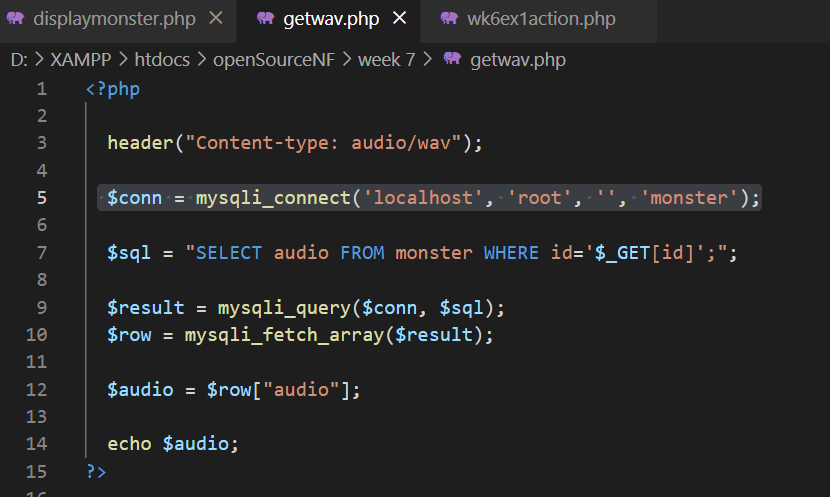 displaymonster.php × getwav.php × wk6ex1action.php
D: > XAMPP > htdocs > openSourceNF > week 7 > getwav.php
1 <?php
2
3 header("Content-type: audio/wav");
4
5 $conn = mysqli_connect('localhost', 'root', '', 'monster');
6
7 $sql = "SELECT audio FROM monster WHERE id='$_GET[id]';";
8
9 $result = mysqli_query($conn, $sql);
10 $row = mysqli_fetch_array($result);
11
12 $audio = $row["audio"];
13
14 echo $audio;
15 ?>
16